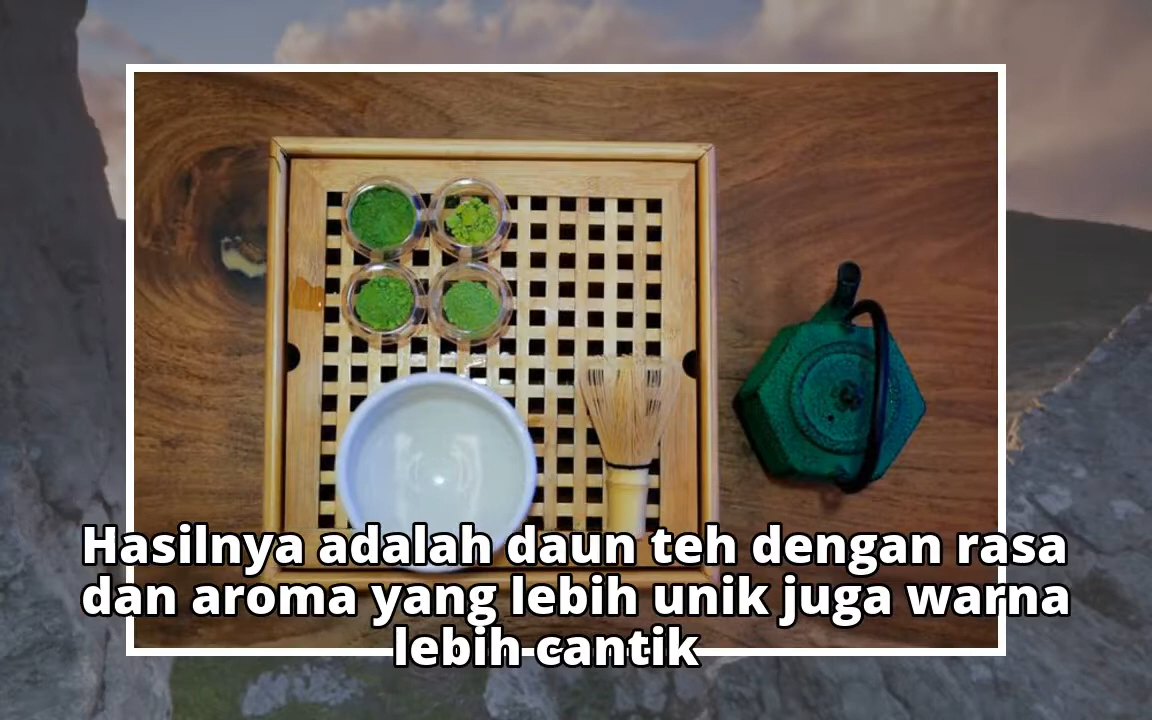 Hasilnya adalah daun teh dengan rasa
dan aroma yang lebih unik juga warna
lebih cantik